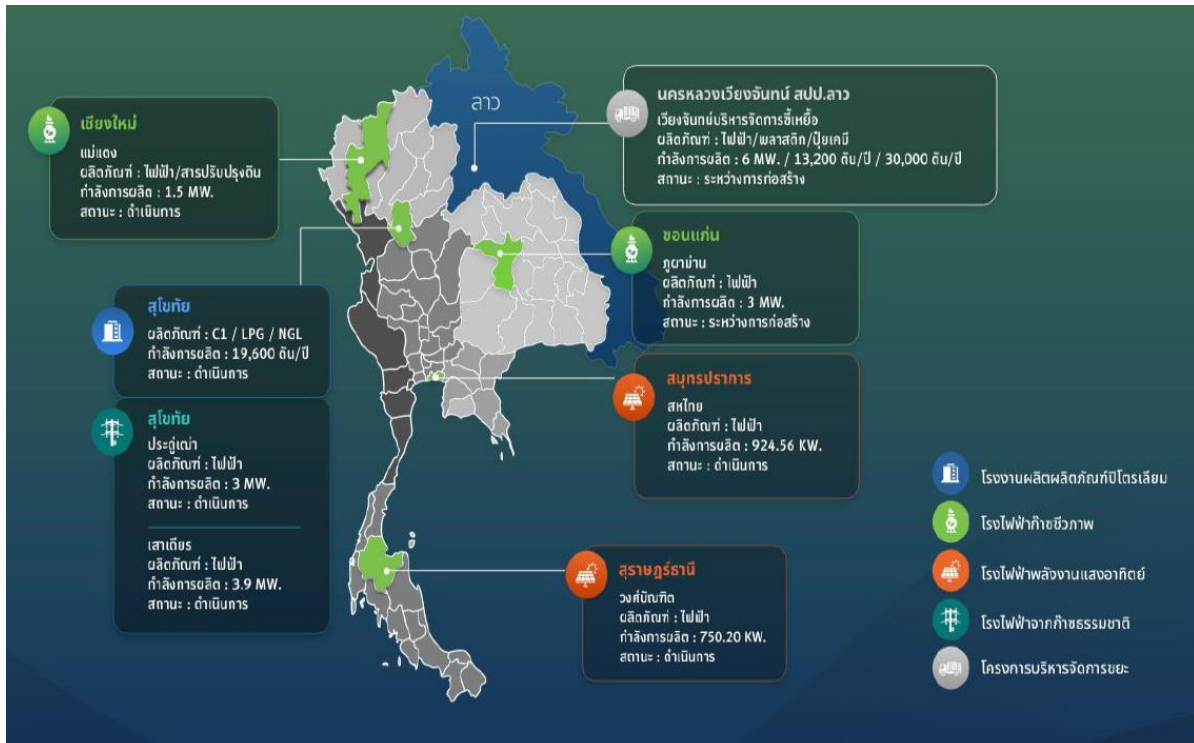 ลาว
เชียงใหม่
แม่แตง
ผลิตภัณฑ์ : ไฟฟ้า/สารปรับปรุงดิน
กำลังการผลิต : 1.5 MW.
สถานะ : ดำเนินการ
สุโขทัย
ผลิตภัณฑ์ : C1 / LPG / NGL
กำลังการผลิต : 19,600 ตัน/ปี
สถานะ : ดำเนินการ
สุโขทัย
ประดู่เฒ่า
ผลิตภัณฑ์ : ไฟฟ้า
กำลังการผลิต : 3 MW.
สถานะ : ดำเนินการ
เสาเถียร
ผลิตภัณฑ์ : ไฟฟ้า
กำลังการผลิต : 3.9 MW.
สถานะ : ดำเนินการ
นครหลวงเวียงจันทน์ สปป.ลาว
เวียงจันทน์บริหารจัดการขี้เหยื้อ
ผลิตภัณฑ์ : ไฟฟ้า/พลาสติก/ปุ๋ยเคมี
กำลังการผลิต : 6 MW. / 13,200 ตัน/ปี / 30,000 ตัน/ปี
สถานะ : ระหว่างการก่อสร้าง
ขอนแก่น
ภูผาม่าน
ผลิตภัณฑ์ : ไฟฟ้า
กำลังการผลิต : 3 MW.
สถานะ : ระหว่างการก่อสร้าง
สมุทรปราการ
สหไทย
ผลิตภัณฑ์ : ไฟฟ้า
กำลังการผลิต : 924.56 KW.
สถานะ : ดำเนินการ
สุราษฎร์ธานี
วงศ์บัณฑิต
ผลิตภัณฑ์ : ไฟฟ้า
กำลังการผลิต : 750.20 KW.
สถานะ : ดำเนินการ
โรงงานผลิตผลิตภัณฑ์ปิโตรเลียม
โรงไฟฟ้าก๊าซชีวภาพ
โรงไฟฟ้าพลังงานแสงอาทิตย์
โรงไฟฟ้าจากก๊าซธรรมชาติ
โครงการบริหารจัดการขยะ